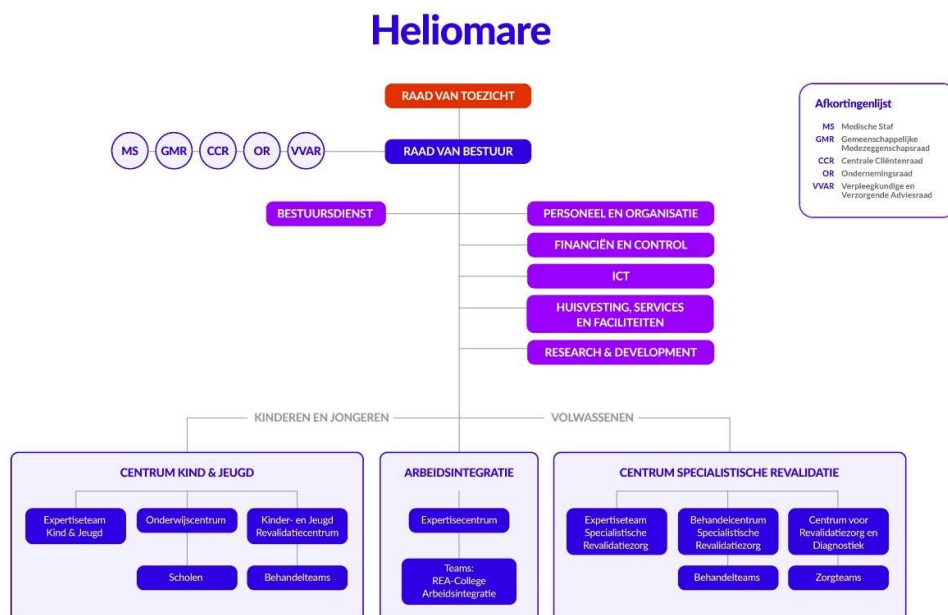 Heliomare
RAAD VAN TOEZICHT
MS GMR CCR OR VVAR
RAAD VAN BESTUUR
Afkortingenlijst
MS Medische Staf
GMR Gemeenschappelijke
Medezeggenschapsraad
CCR Centrale Cliëntenraad
OR Ondernemingsraad
VVAR Verpleegkundige en
Verzorgende Adviesraad
BESTUURSDIENST
PERSONEEL EN ORGANISATIE
FINANCIËN EN CONTROL
ICT
HUISVESTING, SERVICES
EN FACILITEITEN
RESEARCH & DEVELOPMENT
KINDEREN EN JONGEREN
VOLWASSENEN
CENTRUM KIND & JEUGD
Expertiseteam
Kind & Jeugd
Onderwijscentrum
Kinder- en Jeugd
Revalidatiecentrum
Scholen
Behandelteams
ARBEIDSINTEGRATIE
Expertisecentrum
Teams:
REA-College
Arbeidsintegratie
CENTRUM SPECIALISTISCHE REVALIDATIE
Expertiseteam
Specialistische
Revalidatiezorg
Behandelcentrum
Specialistische
Revalidatiezorg
Centrum voor
Revalidatiezorg en
Diagnostiek
Behandelteams
Zorgteams